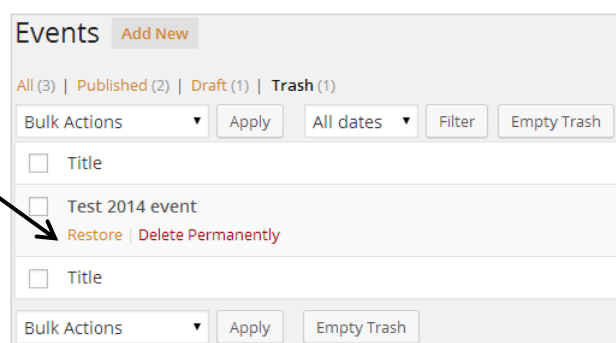 Events Add New
All (3) | Published (2) | Draft (1) | Trash (1)
Bulk Actions Apply All dates Filter Empty Trash
Title
Test 2014 event
Restore | Delete Permanently
Title
Bulk Actions Apply Empty Trash